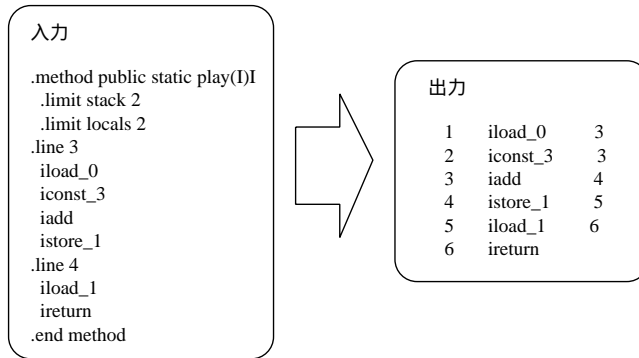 入力
.method public static play(I)I
.limit stack 2
.limit locals 2
.line 3
iload_0
iconst_3
iadd
istore_1
.line 4
iload_1
ireturn
.end method
出力
1 iload_0 3
2 iconst_3 3
3 iadd 4
4 istore_1 5
5 iload_1 6
6 ireturn